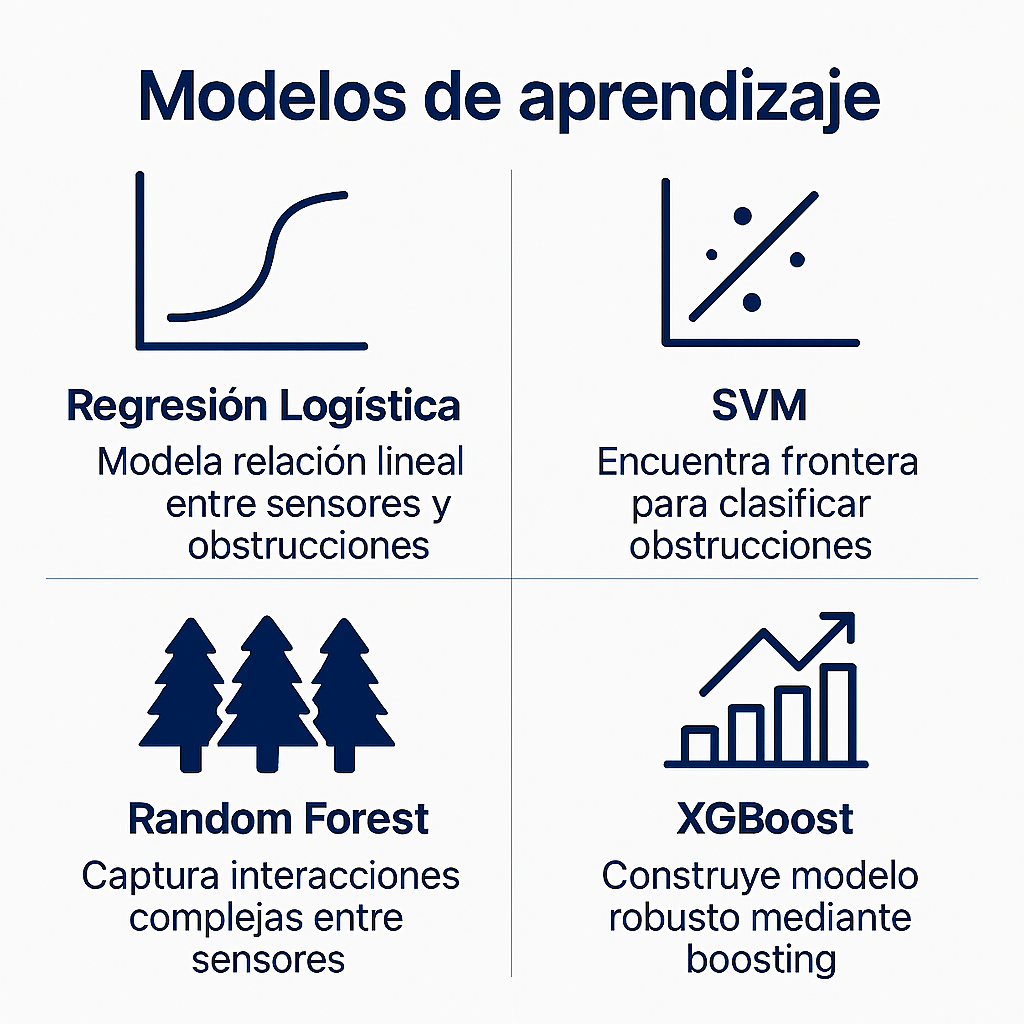 Modelos de aprendizaje
Regresión Logística
Modela relación lineal
entre sensores y
obstrucciones
SVM
Encuentra frontera
para clasificar
obstrucciones
Random Forest
Captura interacciones
complejas entre
sensores
XGBoost
Construye modelo
robusto mediante
boosting